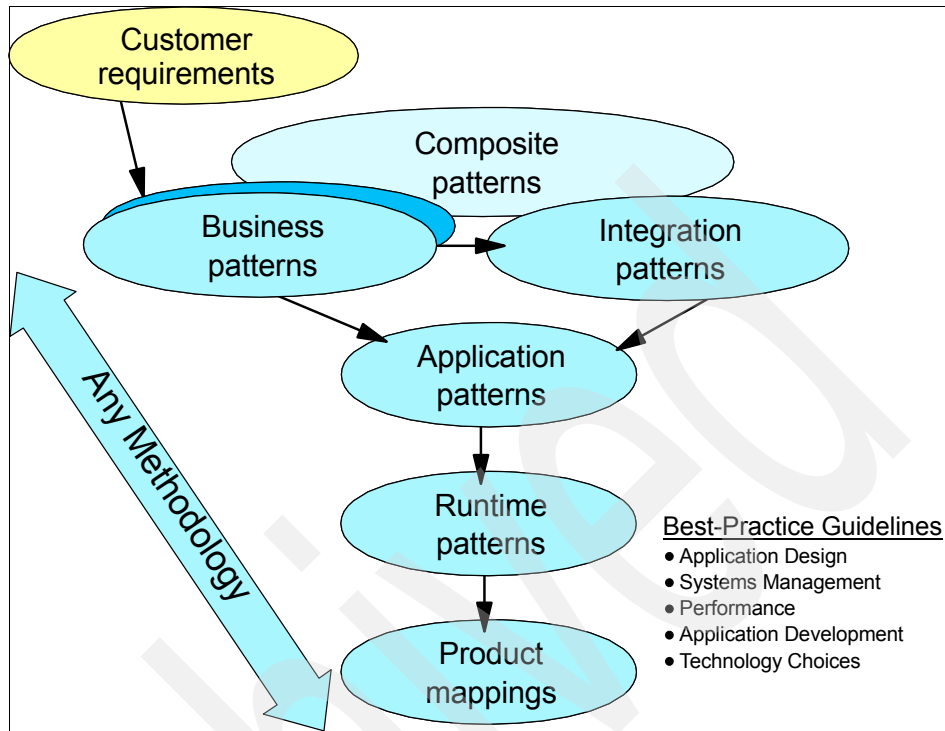 Customer
requirements
Composite
patterns
Business
patterns
Integration
patterns
Application
patterns
Any Methodology
Runtime
patterns
Best-Practice Guidelines
● Application Design
● Systems Management
● Performance
● Application Development
● Technology Choices
Product
mappings